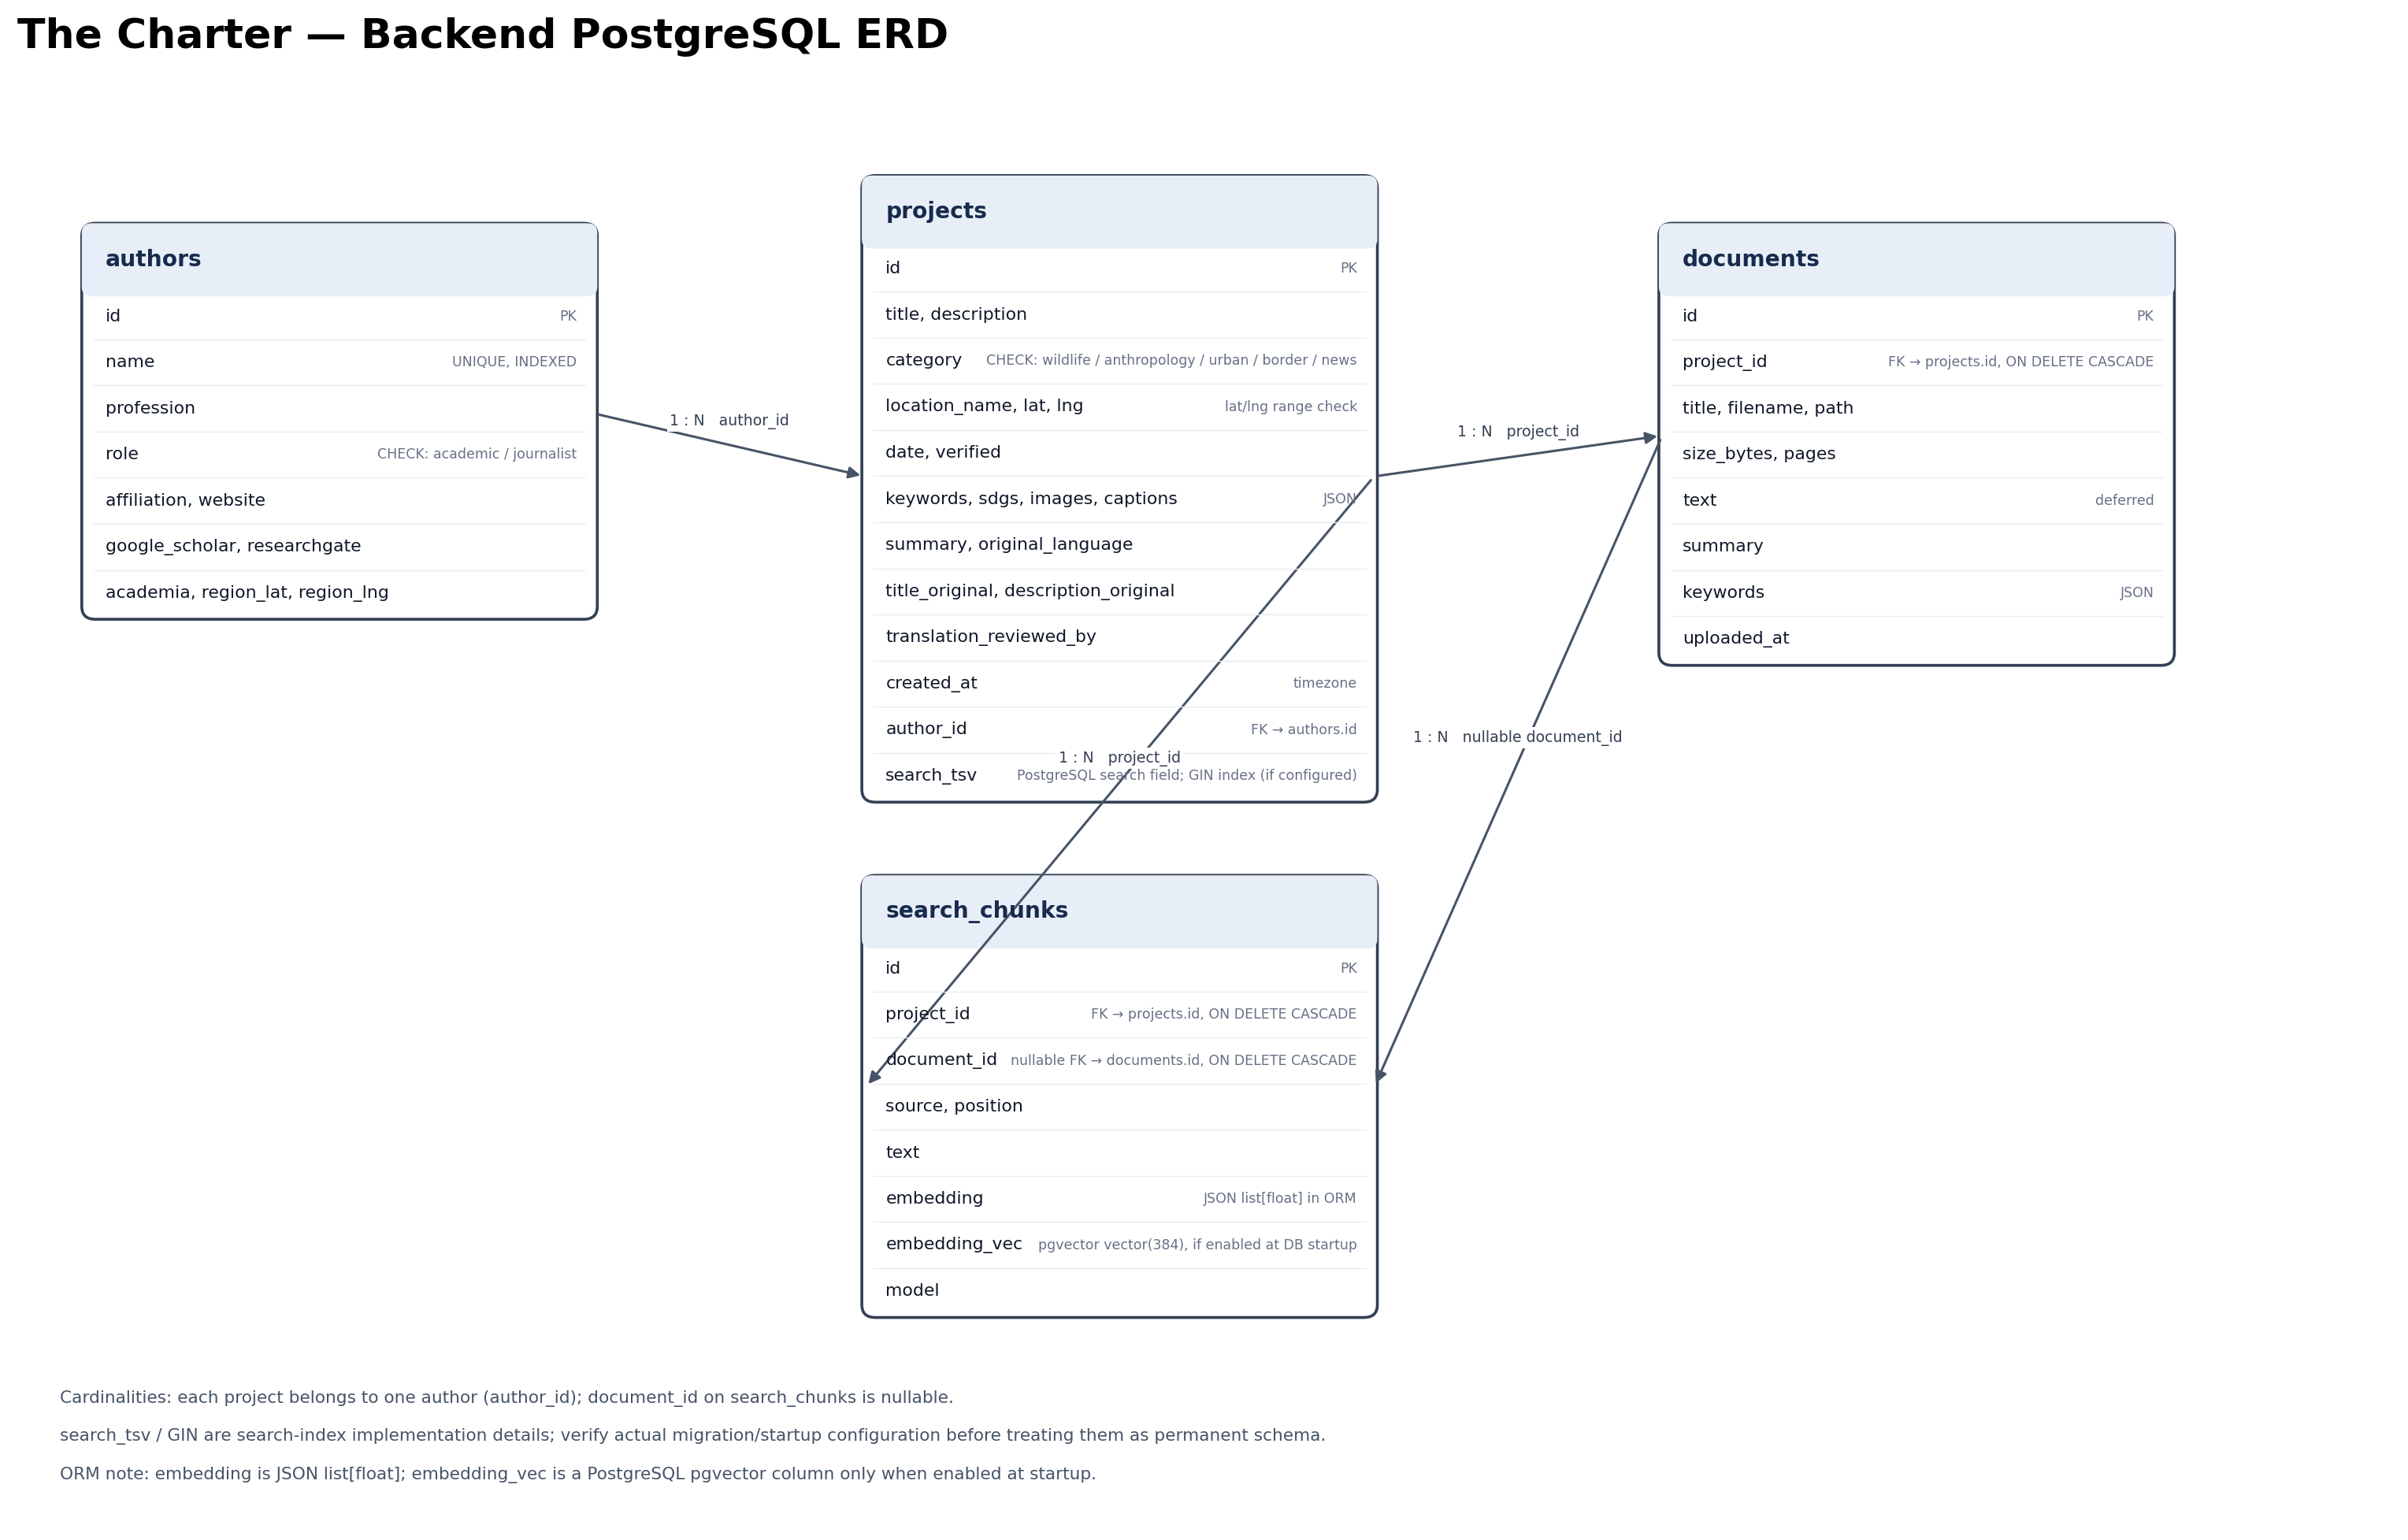 The Charter — Backend PostgreSQL ERD
authors
id PK
name UNIQUE, INDEXED
profession
role CHECK: academic / journalist
affiliation, website
google_scholar, researchgate
academia, region_lat, region_lng
1 : N author_id
projects
id PK
title, description
category CHECK: wildlife / anthropology / urban / border / news
location_name, lat, lng lat/lng range check
date, verified
keywords, sdgs, images, captions JSON
summary, original_language
title_original, description_original
translation_reviewed_by
created_at timezone
author_id FK → authors.id
1 : N project_id
search_tsv PostgreSQL search field; GIN index (if configured)
1 : N project_id
documents
id PK
project_id FK → projects.id, ON DELETE CASCADE
title, filename, path
size_bytes, pages
text deferred
summary
keywords JSON
uploaded_at
1 : N nullable document_id
search_chunks
id PK
project_id FK → projects.id, ON DELETE CASCADE
document_id nullable FK → documents.id, ON DELETE CASCADE
source, position
text
embedding JSON list[float] in ORM
embedding_vec pgvector vector(384), if enabled at DB startup
model
Cardinalities: each project belongs to one author (author_id); document_id on search_chunks is nullable.
search_tsv / GIN are search-index implementation details; verify actual migration/startup configuration before treating them as permanent schema.
ORM note: embedding is JSON list[float]; embedding_vec is a PostgreSQL pgvector column only when enabled at startup.